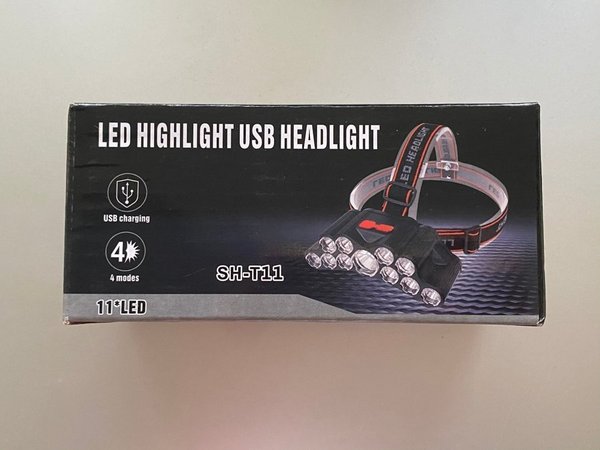 LED HIGHLIGHT USB HEADLIGHT
USB charging
4
4 modes
SH-T11
11*LED
LED HEADLIGHT